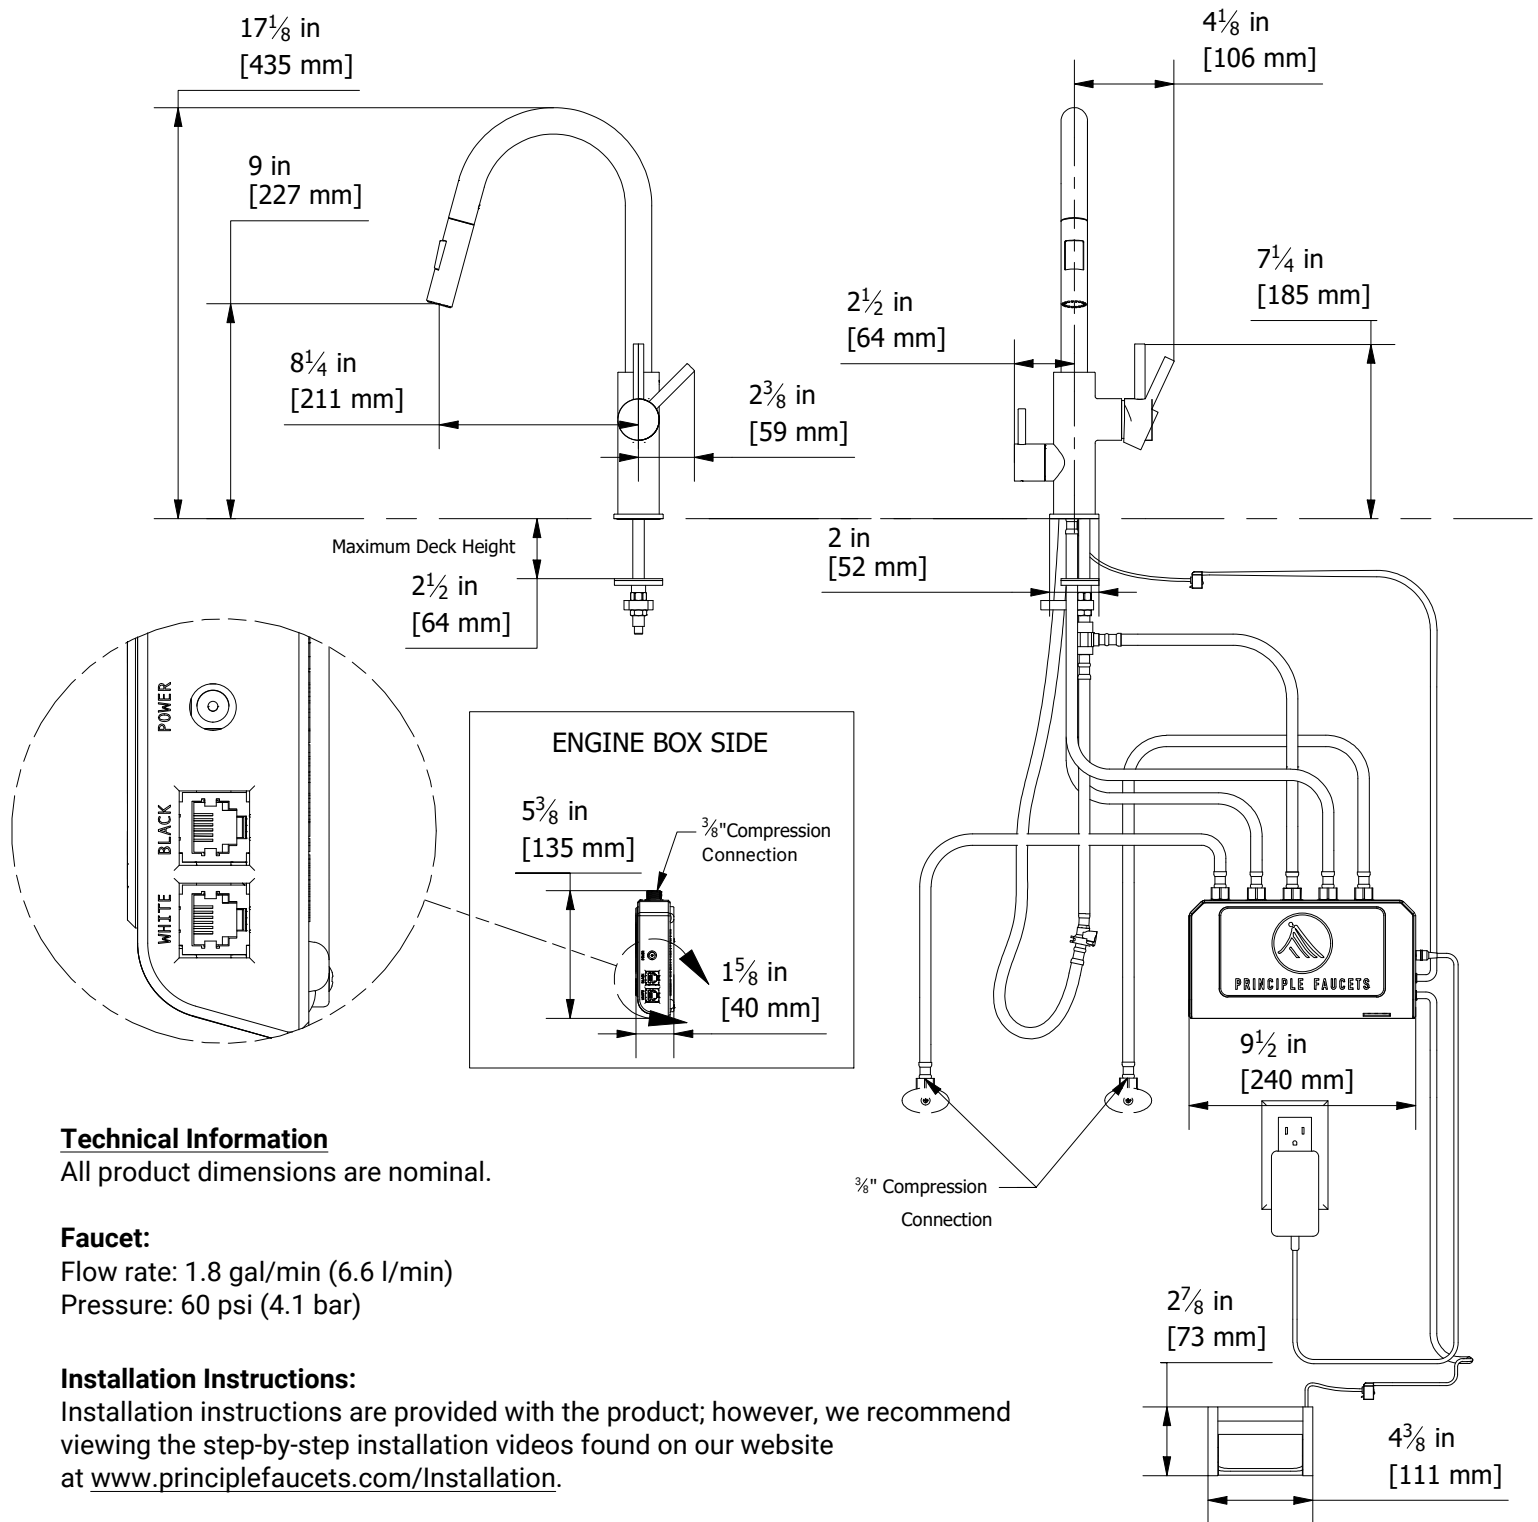 17⅛ in
[435 mm]
4⅛ in
[106 mm]
9 in
[227 mm]
7¼ in
[185 mm]
2½ in
[64 mm]
8¼ in
[211 mm]
2⅜ in
[59 mm]
Maximum Deck Height
2½ in
[64 mm]
2 in
[52 mm]
POWER
BLACK
WHITE
ENGINE BOX SIDE
5⅜ in
[135 mm]
⅜"Compression
Connection
1⅝ in
[40 mm]
PRINCIPLE FAUCETS
9½ in
[240 mm]
⅜" Compression
Connection
2⅞ in
[73 mm]
4⅜ in
[111 mm]
Technical Information
All product dimensions are nominal.
Faucet:
Flow rate: 1.8 gal/min (6.6 l/min)
Pressure: 60 psi (4.1 bar)
Installation Instructions:
Installation instructions are provided with the product; however, we recommend
viewing the step-by-step installation videos found on our website
at www.principlefaucets.com/Installation.